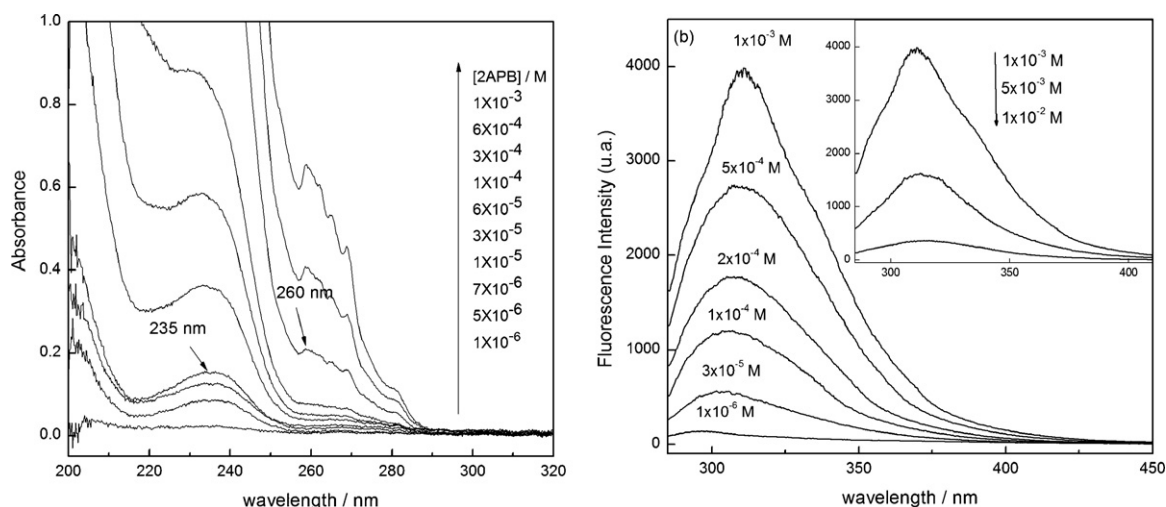 1.0
0.8
0.6
0.4
0.2
0.0
Absorbance
200 220 240 260 280 300 320
wavelength / nm
235 nm
260 nm
[2APB] / M
1X10⁻³
6X10⁻⁴
3X10⁻⁴
1X10⁻⁴
6X10⁻⁵
3X10⁻⁵
1X10⁻⁵
7X10⁻⁶
5X10⁻⁶
1X10⁻⁶
(b)
4000
3000
2000
1000
0
Fluorescence Intensity (u.a.)
300 350 400 450
wavelength / nm
1x10⁻³ M
5x10⁻⁴ M
2x10⁻⁴ M
1x10⁻⁴ M
3x10⁻⁵ M
1x10⁻⁶ M
4000
3000
2000
1000
0
300 350 400
1x10⁻³ M
5x10⁻³ M
1x10⁻² M